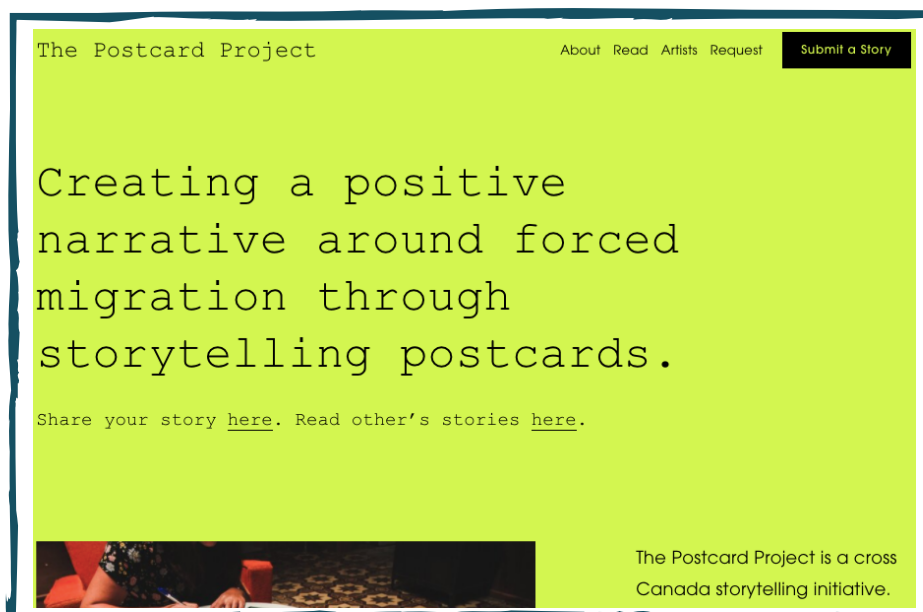 The Postcard Project
About Read Artists Request Submit a Story
Creating a positive
narrative around forced
migration through
storytelling postcards.
Share your story here. Read other’s stories here.
The Postcard Project is a cross
Canada storytelling initiative.